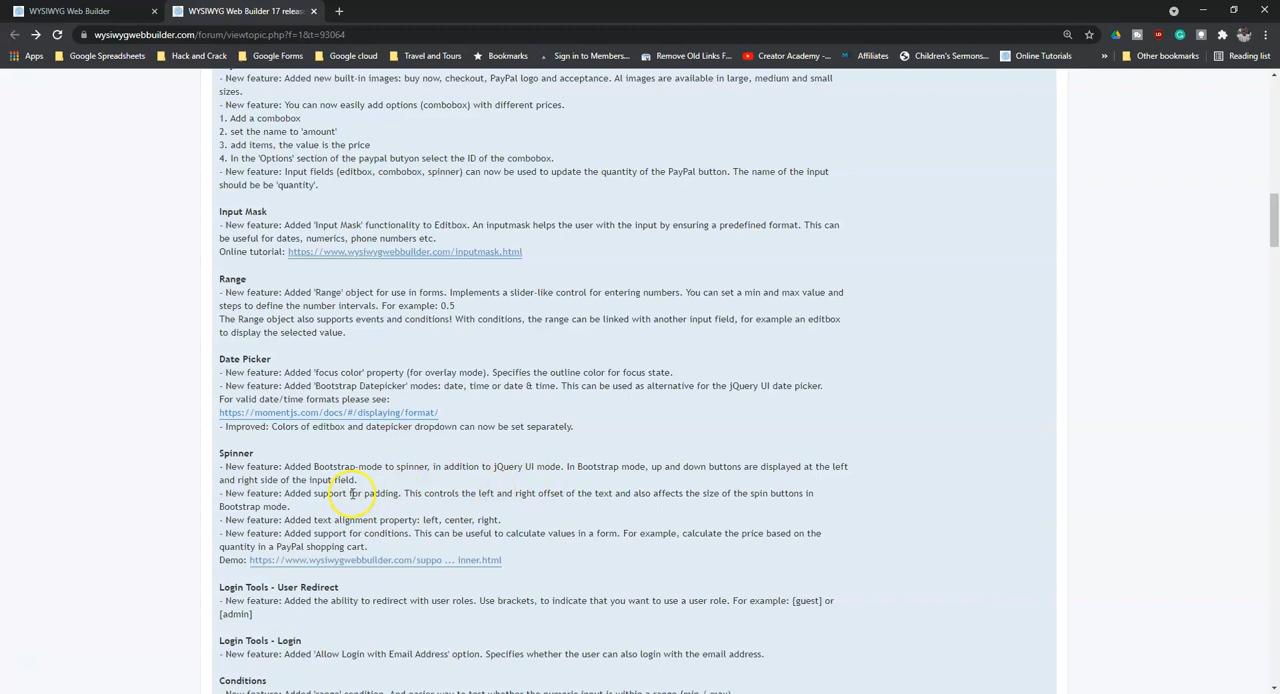 WYSIWYG Web Builder
WYSIWYG Web Builder 17 releas
wysiwygwebbuilder.com/forum/viewtopic.php?f=1&t=93064
Apps
Google Spreadsheets
Hack and Crack
Google Forms
Google cloud
Travel and Tours
Bookmarks
Sign in to Members...
Remove Old Links F...
Creator Academy -...
Affiliates
Children's Sermons...
Online Tutorials
Other bookmarks
Reading list
- New feature: Added new built-in images: buy now, checkout, PayPal logo and acceptance. Al images are available in large, medium and small
sizes.
- New feature: You can now easily add options (combobox) with different prices.
1. Add a combobox
2. set the name to 'amount'
3. add items, the value is the price
4. In the 'Options' section of the paypal butyon select the ID of the combobox.
- New feature: Input fields (editbox, combobox, spinner) can now be used to update the quantity of the PayPal button. The name of the input
should be be 'quantity'.
Input Mask
- New feature: Added 'Input Mask' functionality to Editbox. An inputmask helps the user with the input by ensuring a predefined format. This can
be useful for dates, numerics, phone numbers etc.
Online tutorial: https://www.wysiwygwebbuilder.com/inputmask.html
Range
- New feature: Added 'Range' object for use in forms. Implements a slider-like control for entering numbers. You can set a min and max value and
steps to define the number intervals. For example: 0.5
The Range object also supports events and conditions! With conditions, the range can be linked with another input field, for example an editbox
to display the selected value.
Date Picker
- New feature: Added 'focus color' property (for overlay mode). Specifies the outline color for focus state.
- New feature: Added 'Bootstrap Datepicker' modes: date, time or date & time. This can be used as alternative for the jQuery UI date picker.
For valid date/time formats please see:
https://momentjs.com/docs/#/displaying/format/
- Improved: Colors of editbox and datepicker dropdown can now be set separately.
Spinner
- New feature: Added Bootstrap-mode to spinner, in addition to jQuery UI mode. In Bootstrap mode, up and down buttons are displayed at the left
and right side of the input field.
- New feature: Added support for padding. This controls the left and right offset of the text and also affects the size of the spin buttons in
Bootstrap mode.
- New feature: Added text alignment property: left, center, right.
- New feature: Added support for conditions. This can be useful to calculate values in a form. For example, calculate the price based on the
quantity in a PayPal shopping cart.
Demo: https://www.wysiwygwebbuilder.com/suppo ... inner.html
Login Tools - User Redirect
- New feature: Added the ability to redirect with user roles. Use brackets, to indicate that you want to use a user role. For example: [guest] or
[admin]
Login Tools - Login
- New feature: Added 'Allow Login with Email Address' option. Specifies whether the user can also login with the email address.
Conditions
- New feature: Added 'range' condition. And easier way to test whether the numeric input is within a range (min / max)